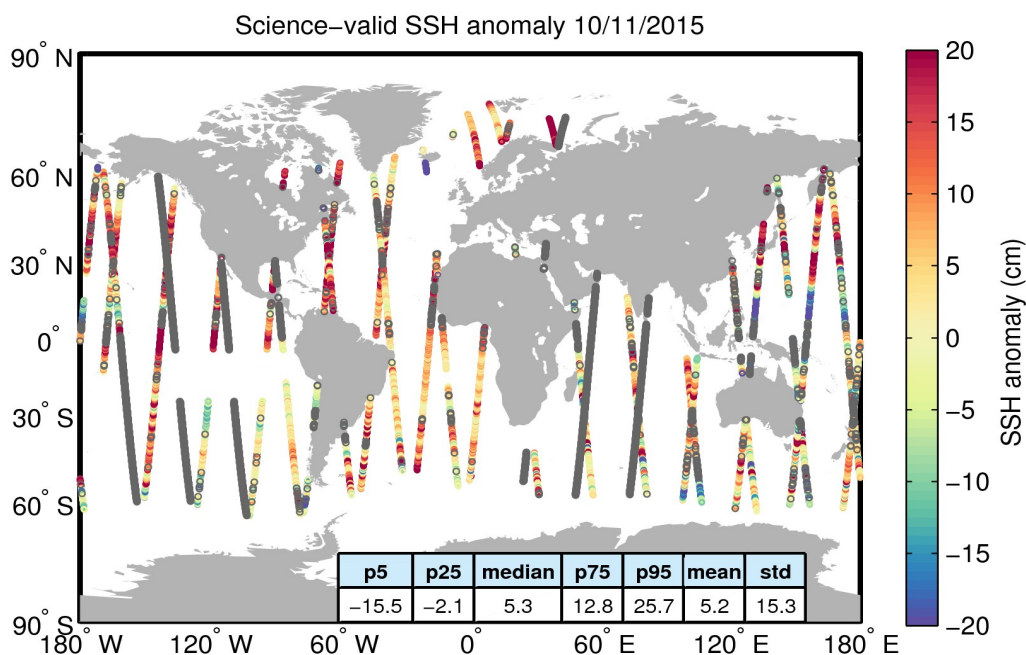 Science−valid SSH anomaly 10/11/2015
90° N
60° N
30° N
0°
30° S
60° S
90° S
180° W
120° W
60° W
0°
60° E
120° E
180° E
p5 p25 median p75 p95 mean std
−15.5 −2.1 5.3 12.8 25.7 5.2 15.3
20
15
10
5
0
−5
−10
−15
−20
SSH anomaly (cm)